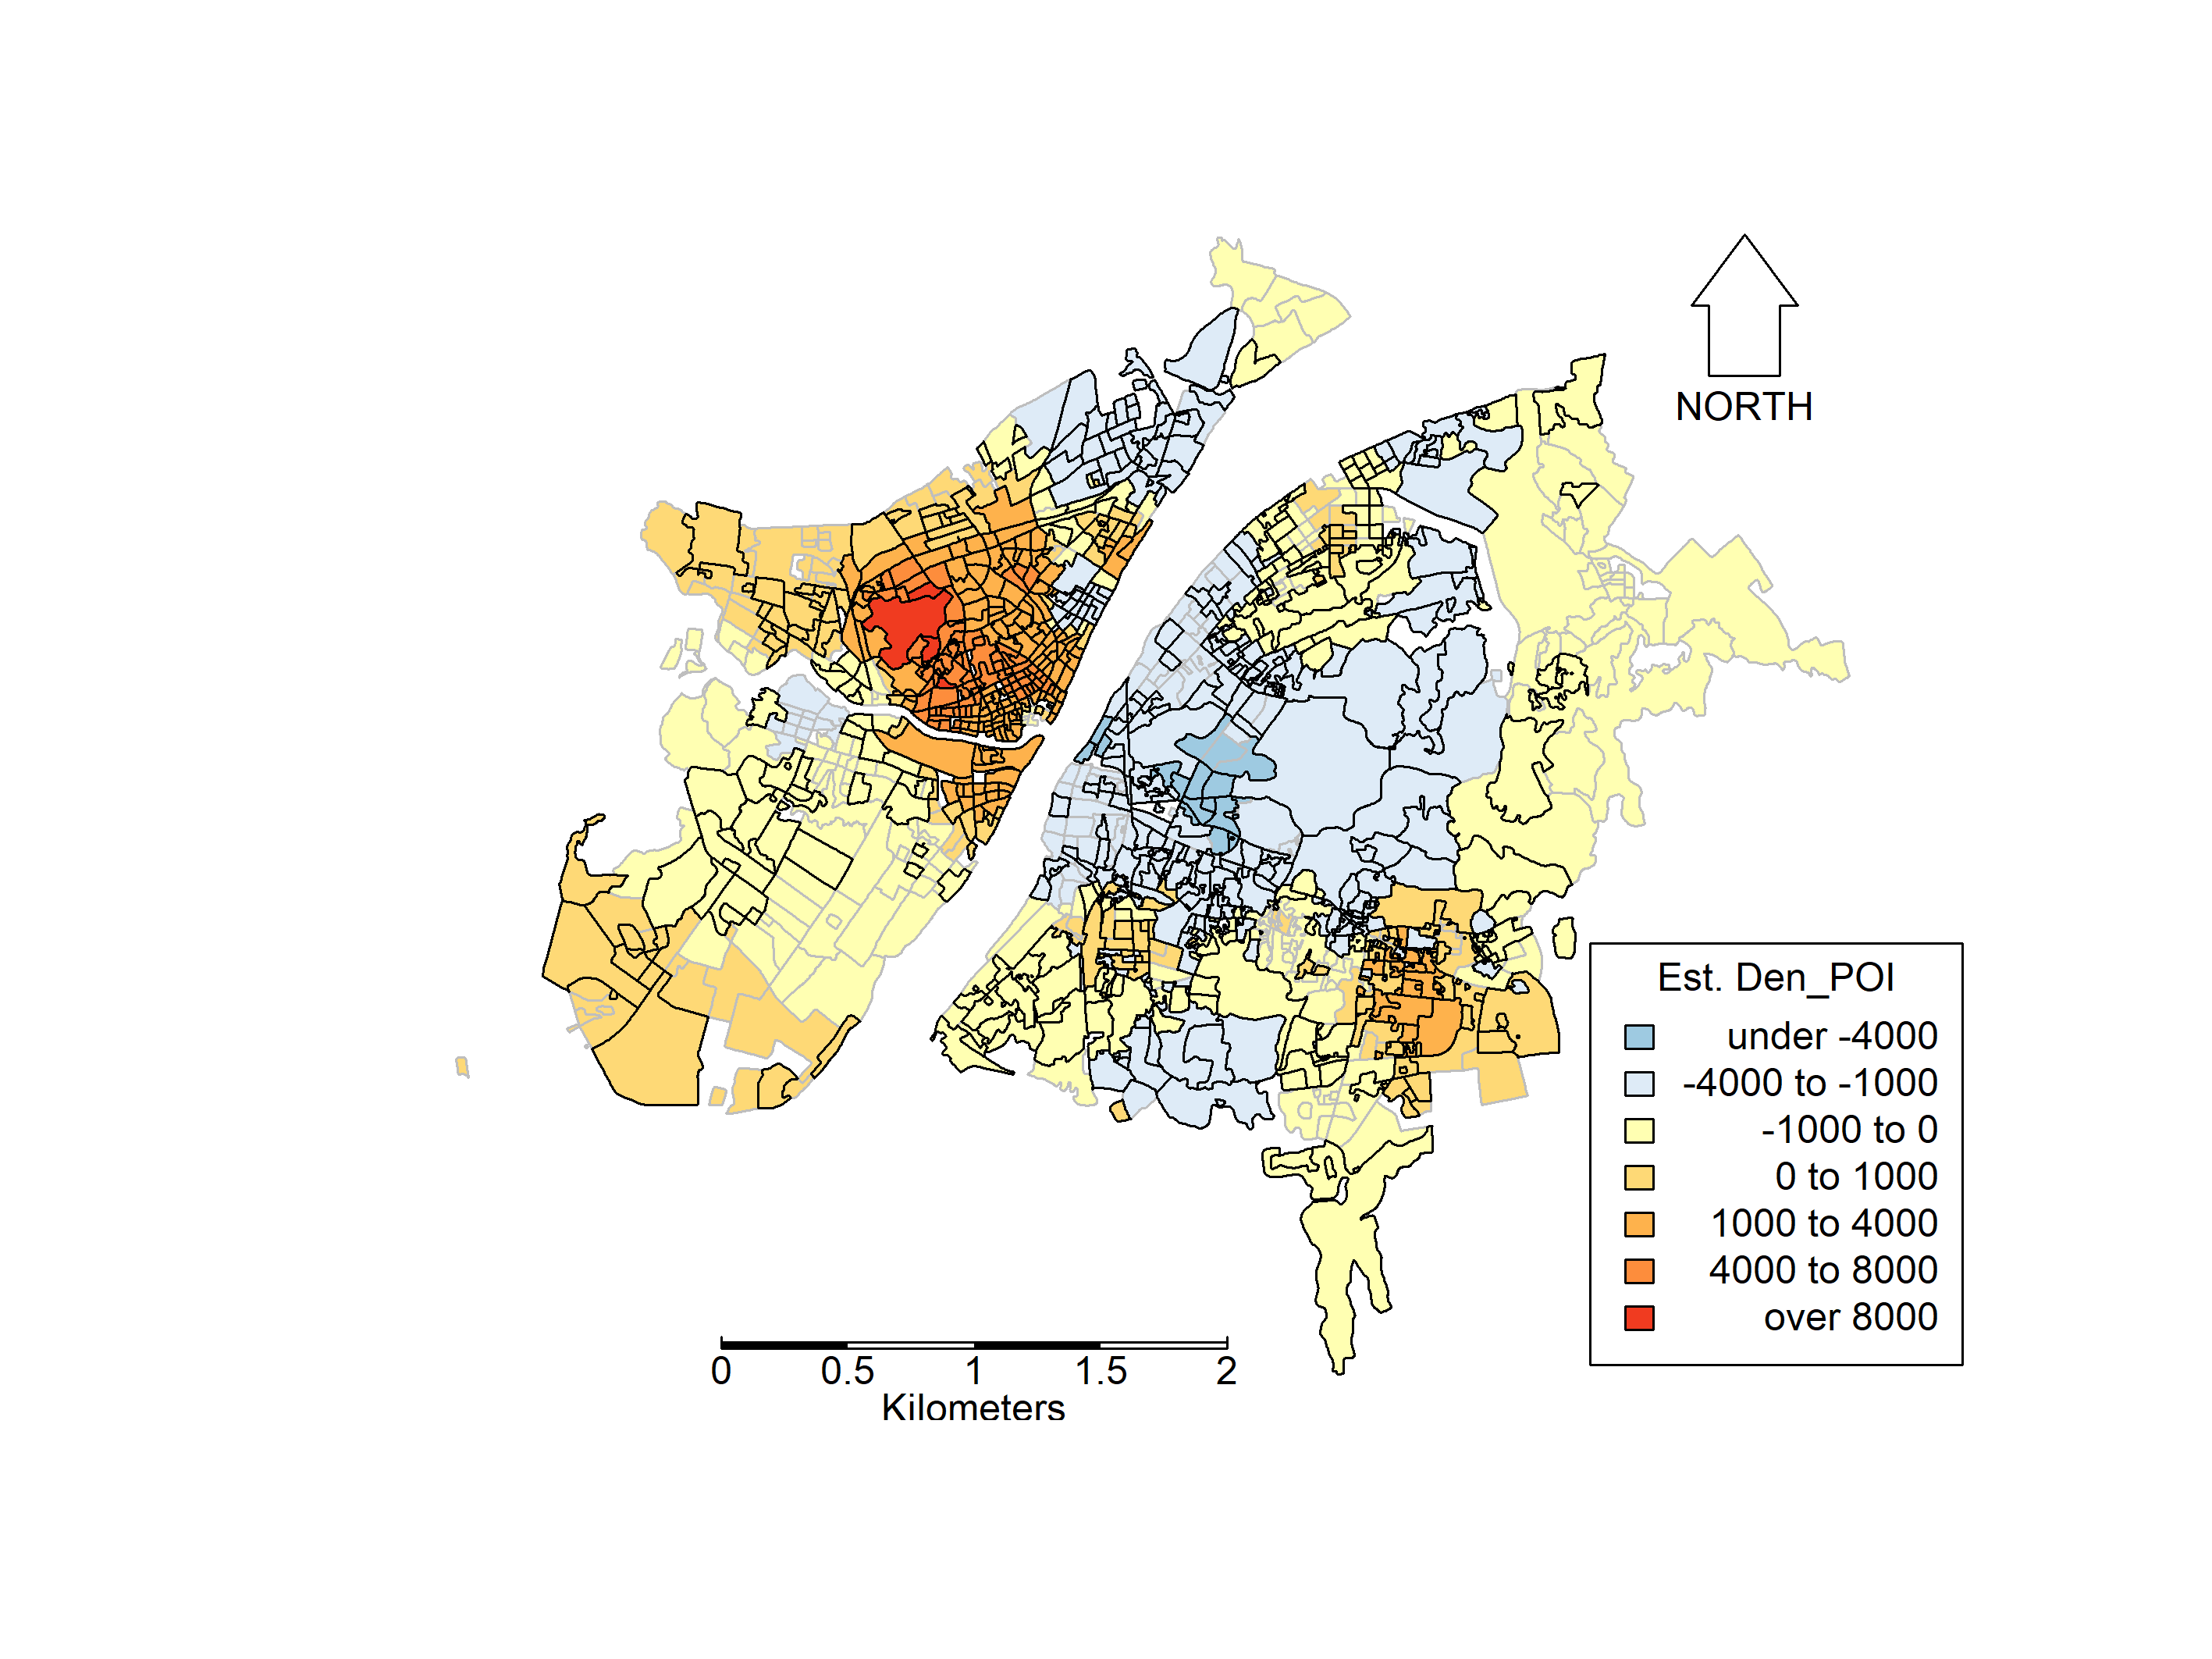 NORTH
Est. Den_POI
under -4000
-4000 to -1000
-1000 to 0
0 to 1000
1000 to 4000
4000 to 8000
over 8000
0 0.5 1 1.5 2
Kilometers